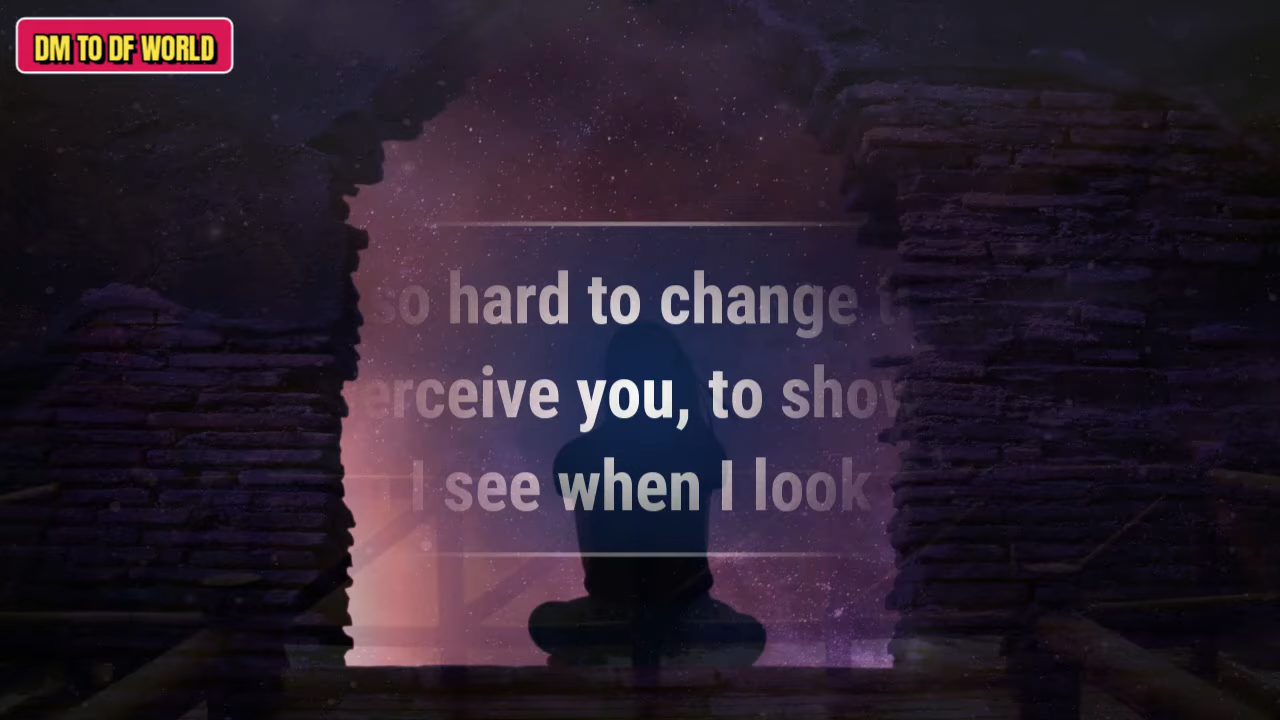 DM TO DF WORLD
so hard to change
erceive you, to show
I see when I look